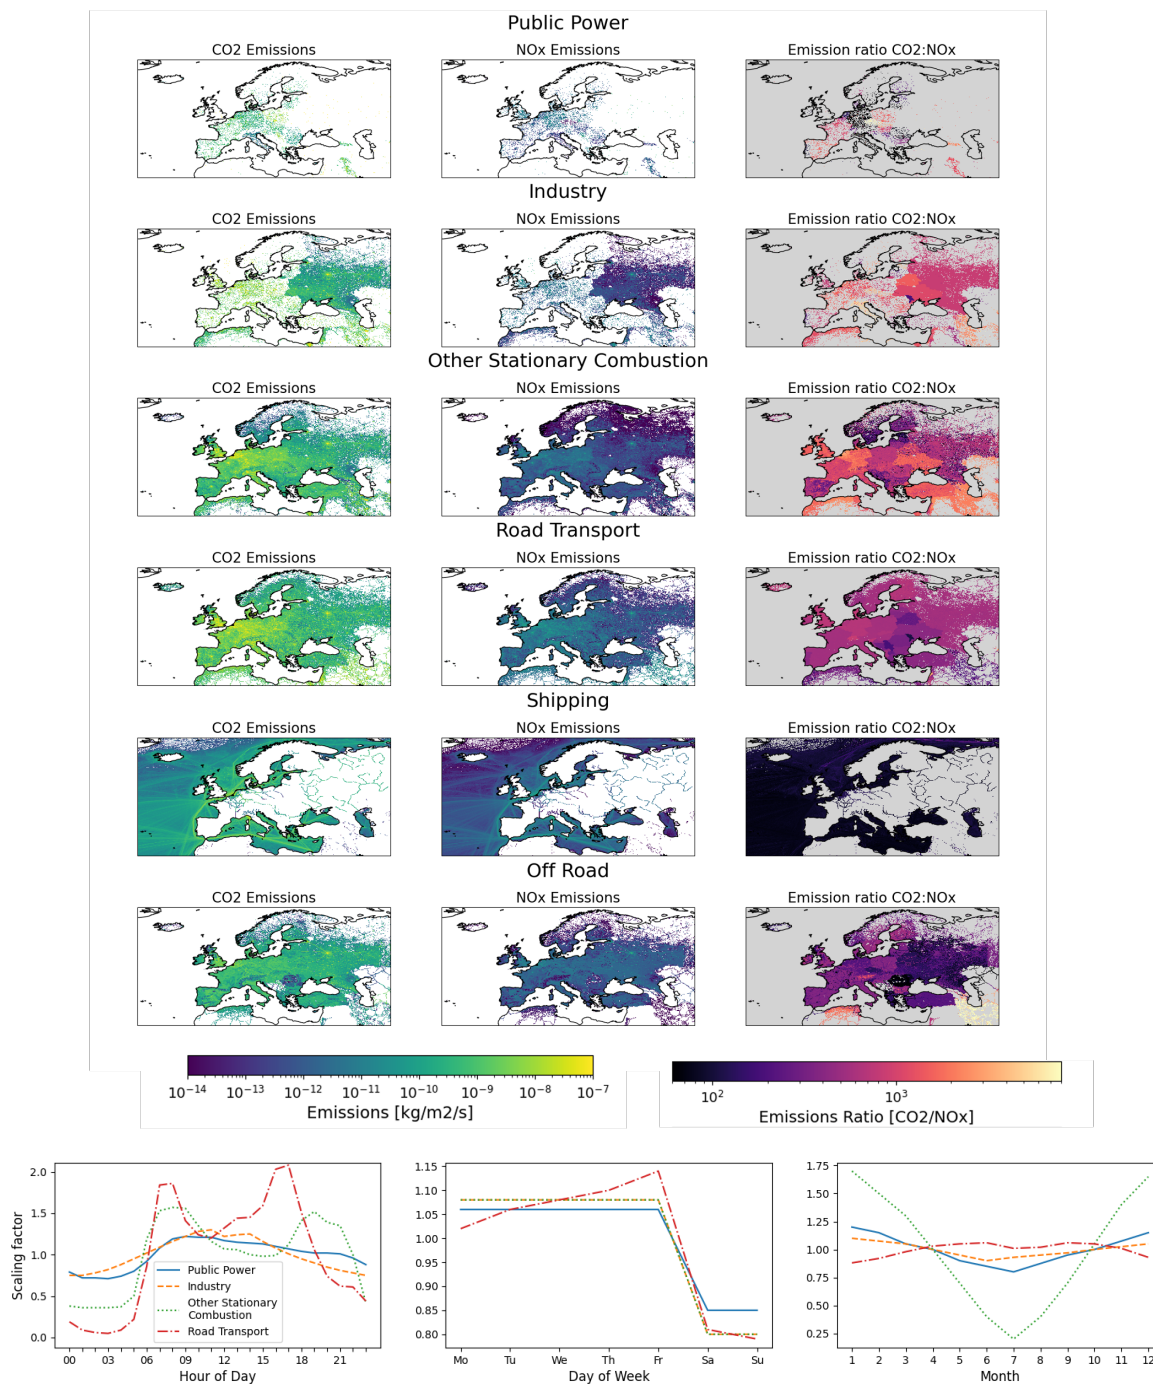 Public Power
CO2 Emissions
NOx Emissions
Emission ratio CO2:NOx
Industry
CO2 Emissions
NOx Emissions
Emission ratio CO2:NOx
Other Stationary Combustion
CO2 Emissions
NOx Emissions
Emission ratio CO2:NOx
Road Transport
CO2 Emissions
NOx Emissions
Emission ratio CO2:NOx
Shipping
CO2 Emissions
NOx Emissions
Emission ratio CO2:NOx
Off Road
CO2 Emissions
NOx Emissions
Emission ratio CO2:NOx
10⁻¹⁴ 10⁻¹³ 10⁻¹² 10⁻¹¹ 10⁻¹⁰ 10⁻⁹ 10⁻⁸ 10⁻⁷
Emissions [kg/m2/s]
10² 10³
Emissions Ratio [CO2/NOx]
Scaling factor
2.0
1.5
1.0
0.5
0.0
Public Power
Industry
Other Stationary
Combustion
Road Transport
00 03 06 09 12 15 18 21
Hour of Day
1.15
1.10
1.05
1.00
0.95
0.90
0.85
0.80
Mo Tu We Th Fr Sa Su
Day of Week
1.75
1.50
1.25
1.00
0.75
0.50
0.25
1 2 3 4 5 6 7 8 9 10 11 12
Month